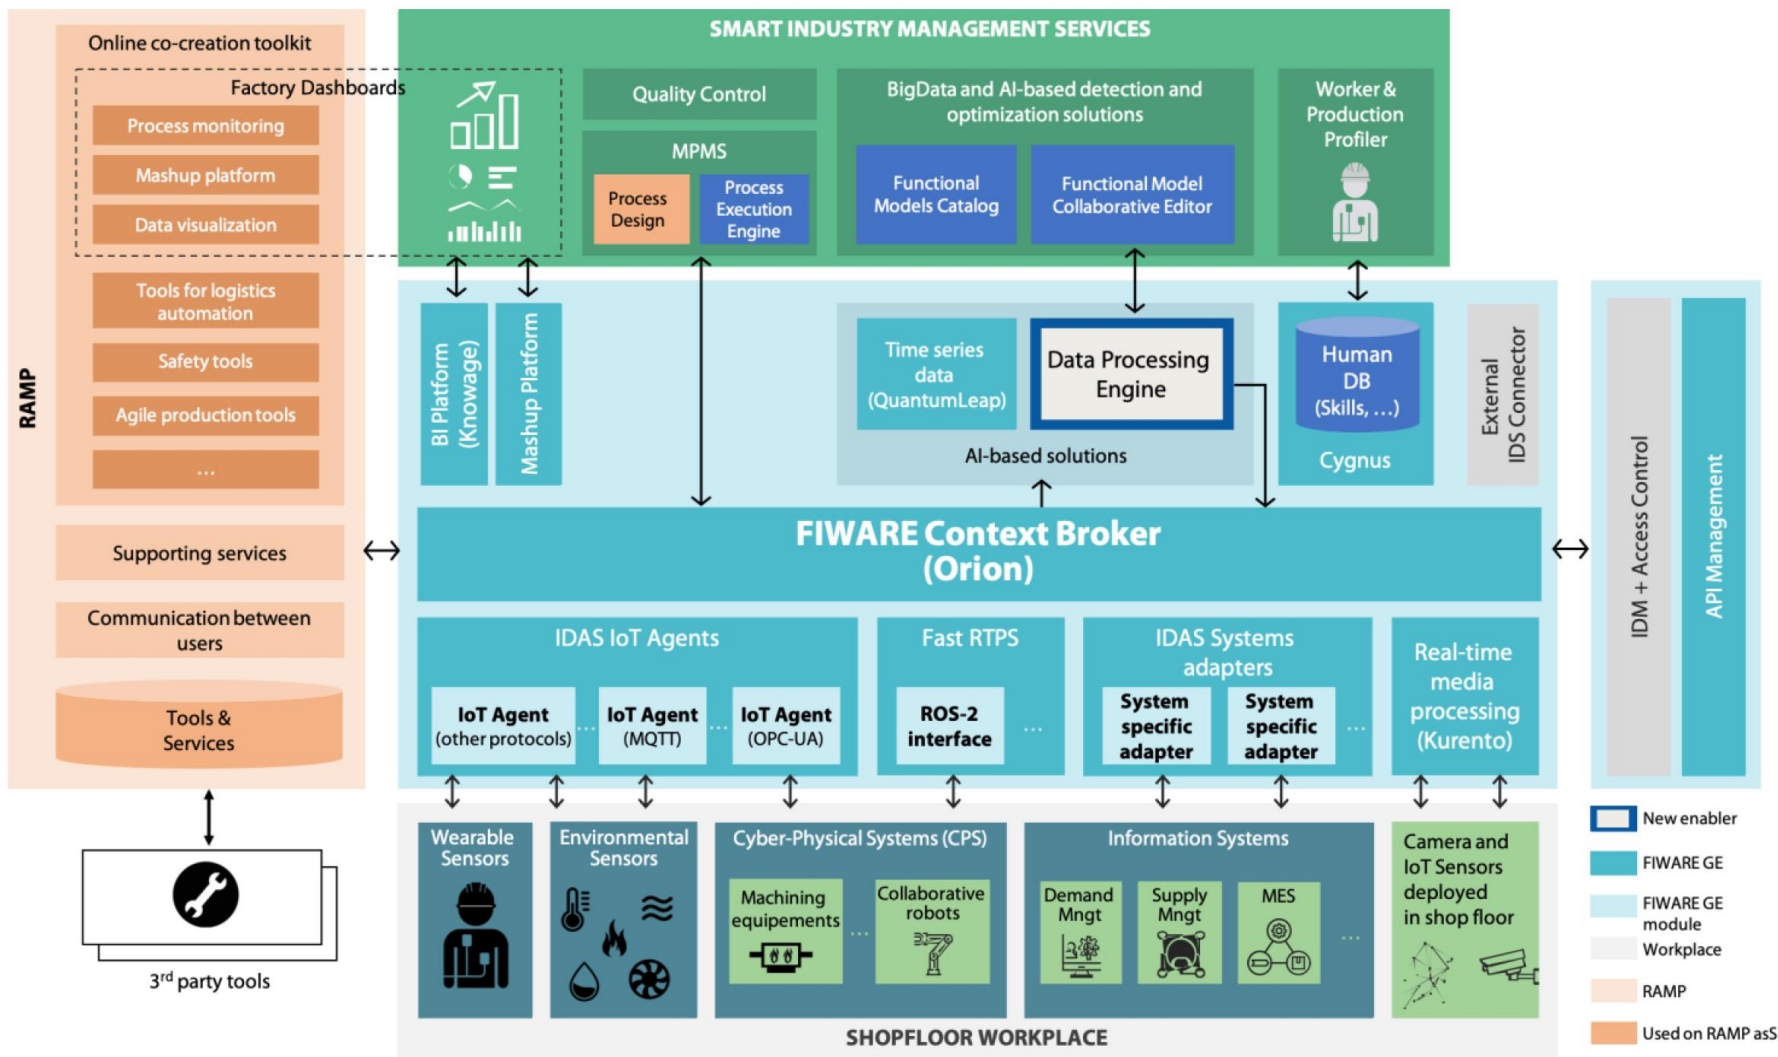 RAMP
Online co-creation toolkit
Factory Dashboards
Process monitoring
Mashup platform
Data visualization
Tools for logistics
automation
Safety tools
Agile production tools
...
Supporting services
Communication between
users
Tools &
Services
3rd party tools
SMART INDUSTRY MANAGEMENT SERVICES
Quality Control
MPMS
Process
Design
Process
Execution
Engine
BigData and AI-based detection and
optimization solutions
Functional
Models Catalog
Functional Model
Collaborative Editor
Worker &
Production
Profiler
BI Platform
(Knowage)
Mashup Platform
Time series
data
(QuantumLeap)
Data Processing
Engine
AI-based solutions
Human
DB
(Skills, ...)
Cygnus
External
IDS Connector
FIWARE Context Broker
(Orion)
IDM + Access Control
API Management
IDAS IoT Agents
IoT Agent
(other protocols)
...
IoT Agent
(MQTT)
...
IoT Agent
(OPC-UA)
Fast RTPS
ROS-2
interface
...
IDAS Systems
adapters
System
specific
adapter
System
specific
adapter
...
Real-time
media
processing
(Kurento)
Wearable
Sensors
Environmental
Sensors
Cyber-Physical Systems (CPS)
Machining
equipements
...
Collaborative
robots
Information Systems
Demand
Mngt
Supply
Mngt
MES
...
Camera and
IoT Sensors
deployed
in shop floor
SHOPFLOOR WORKPLACE
New enabler
FIWARE GE
FIWARE GE
module
Workplace
RAMP
Used on RAMP asS